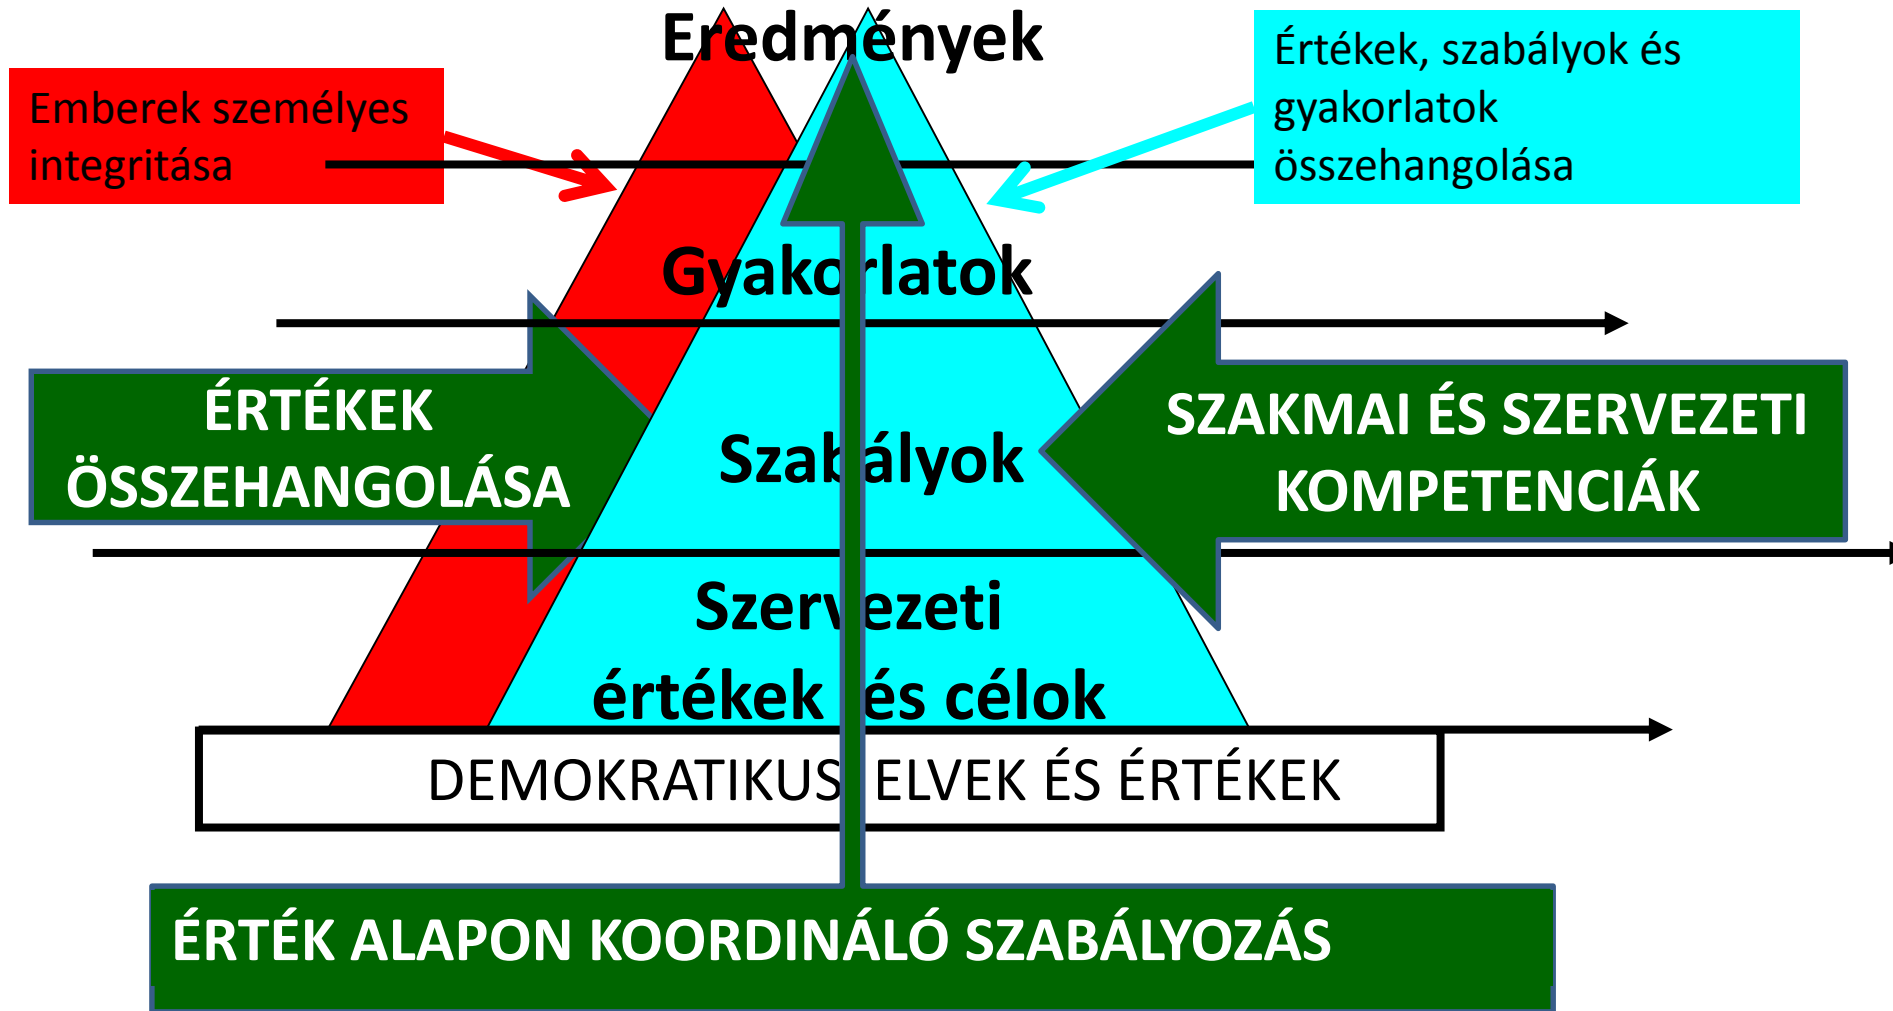 Eredmények
Értékek, szabályok és
gyakorlatok
összehangolása
Emberek személyes
integritása
Gyakorlatok
ÉRTÉKEK
ÖSSZEHANGOLÁSA
Szabályok
SZAKMAI ÉS SZERVEZETI
KOMPETENCIÁK
Szervezeti
értékek és célok
DEMOKRATIKUS ELVEK ÉS ÉRTÉKEK
ÉRTÉK ALAPON KOORDINÁLÓ SZABÁLYOZÁS